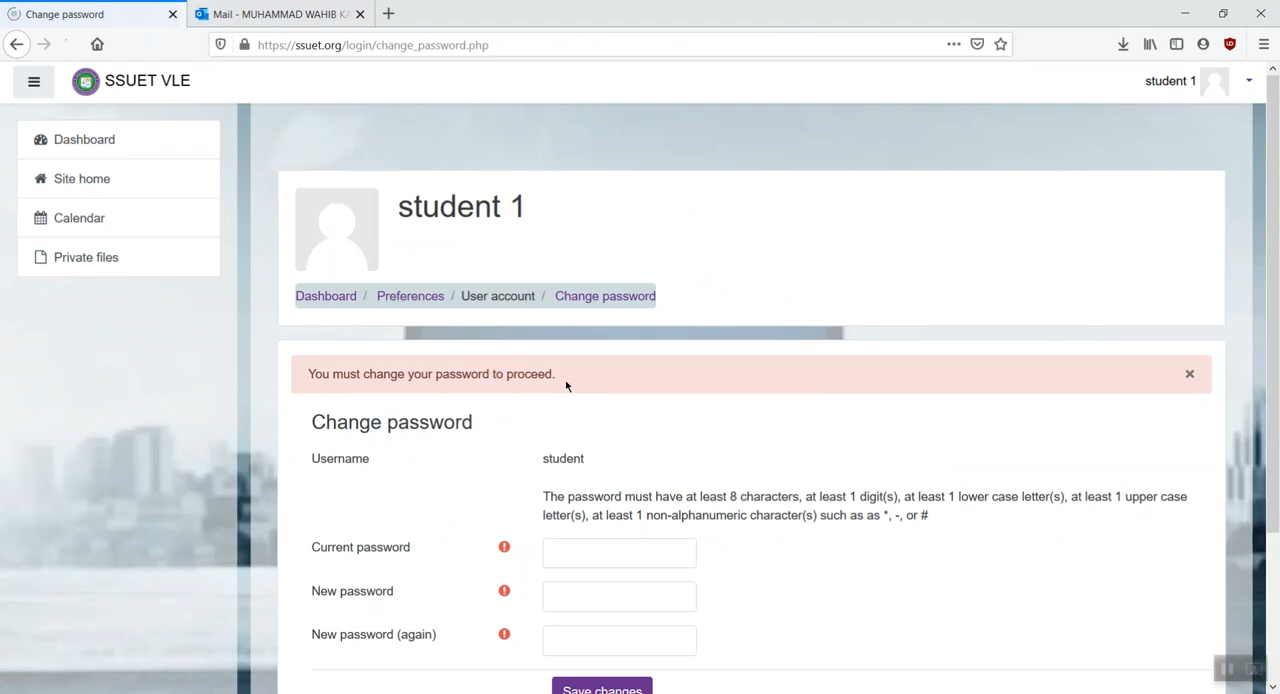 Change password
Mail - MUHAMMAD WAHIB KA
https://ssuet.org/login/change_password.php
SSUET VLE
student 1
Dashboard
Site home
Calendar
Private files
student 1
Dashboard / Preferences / User account / Change password
You must change your password to proceed.
Change password
Username student
The password must have at least 8 characters, at least 1 digit(s), at least 1 lower case letter(s), at least 1 upper case
letter(s), at least 1 non-alphanumeric character(s) such as as *, -, or #
Current password
New password
New password (again)
Save changes